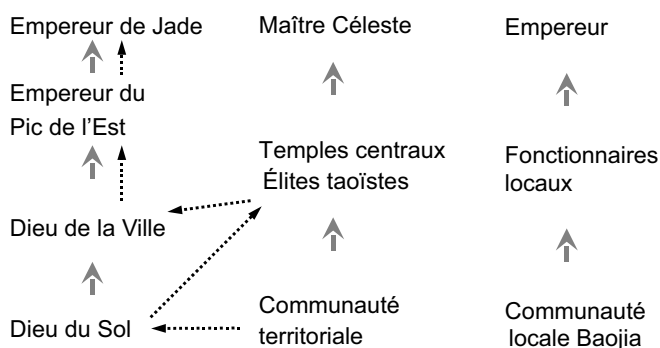 Empereur de Jade
Maître Céleste
Empereur
Empereur du
Pic de l'Est
Temples centraux
Élites taoïstes
Fonctionnaires
locaux
Dieu de la Ville
Dieu du Sol
Communauté
territoriale
Communauté
locale Baojia